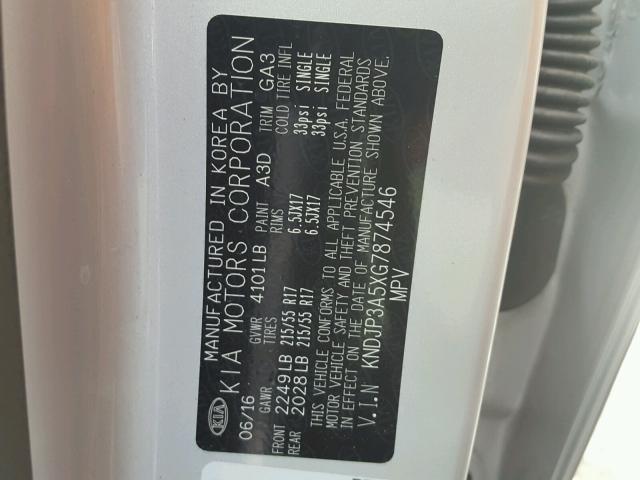 MANUFACTURED IN KOREA BY
KIA KIA MOTORS CORPORATION
06/16 GVWR 4101LB PAINT A3D TRIM GA3
GAWR TIRES RIMS COLD TIRE INFL
FRONT 2249LB 215/55 R17 6.5JX17 33psi SINGLE
REAR 2028LB 215/55 R17 6.5JX17 33psi SINGLE
THIS VEHICLE CONFORMS TO ALL APPLICABLE U.S.A. FEDERAL
MOTOR VEHICLE SAFETY AND THEFT PREVENTION STANDARDS
IN EFFECT ON THE DATE OF MANUFACTURE SHOWN ABOVE.
V.I.N KNDJP3A5XG7874546
MPV